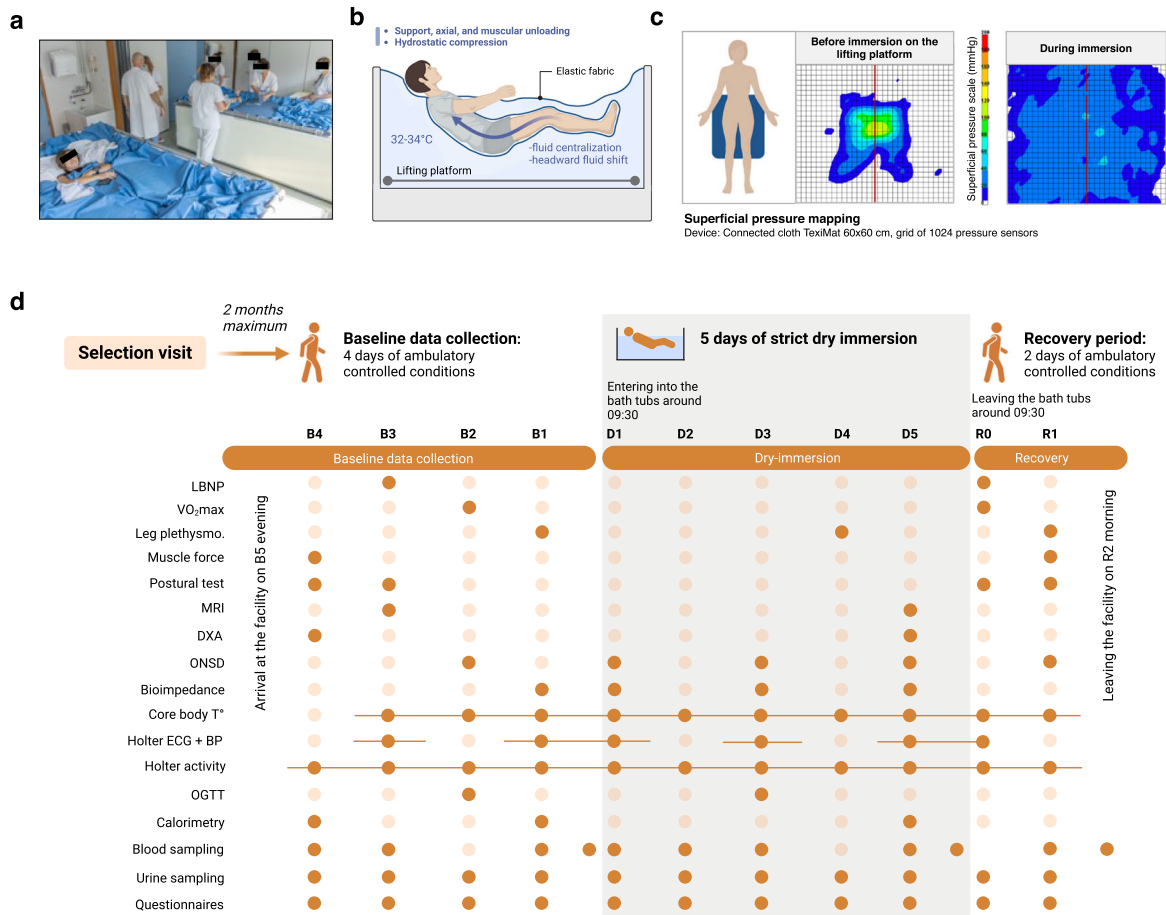 a
b
• Support, axial, and muscular unloading
• Hydrostatic compression
Elastic fabric
32-34°C
-fluid centralization
-headward fluid shift
Lifting platform
c
Before immersion on the
lifting platform
Superficial pressure scale (mmHg)
During immersion
Superficial pressure mapping
Device: Connected cloth TexiMat 60x60 cm, grid of 1024 pressure sensors
d
Selection visit
2 months
maximum
Baseline data collection:
4 days of ambulatory
controlled conditions
5 days of strict dry immersion
Entering into the
bath tubs around
09:30
Recovery period:
2 days of ambulatory
controlled conditions
Leaving the bath tubs
around 09:30
B4 B3 B2 B1 D1 D2 D3 D4 D5 R0 R1
Baseline data collection Dry-immersion Recovery
Arrival at the facility on B5 evening
Leaving the facility on R2 morning
LBNP
VO₂max
Leg plethysmo.
Muscle force
Postural test
MRI
DXA
ONSD
Bioimpedance
Core body T°
Holter ECG + BP
Holter activity
OGTT
Calorimetry
Blood sampling
Urine sampling
Questionnaires